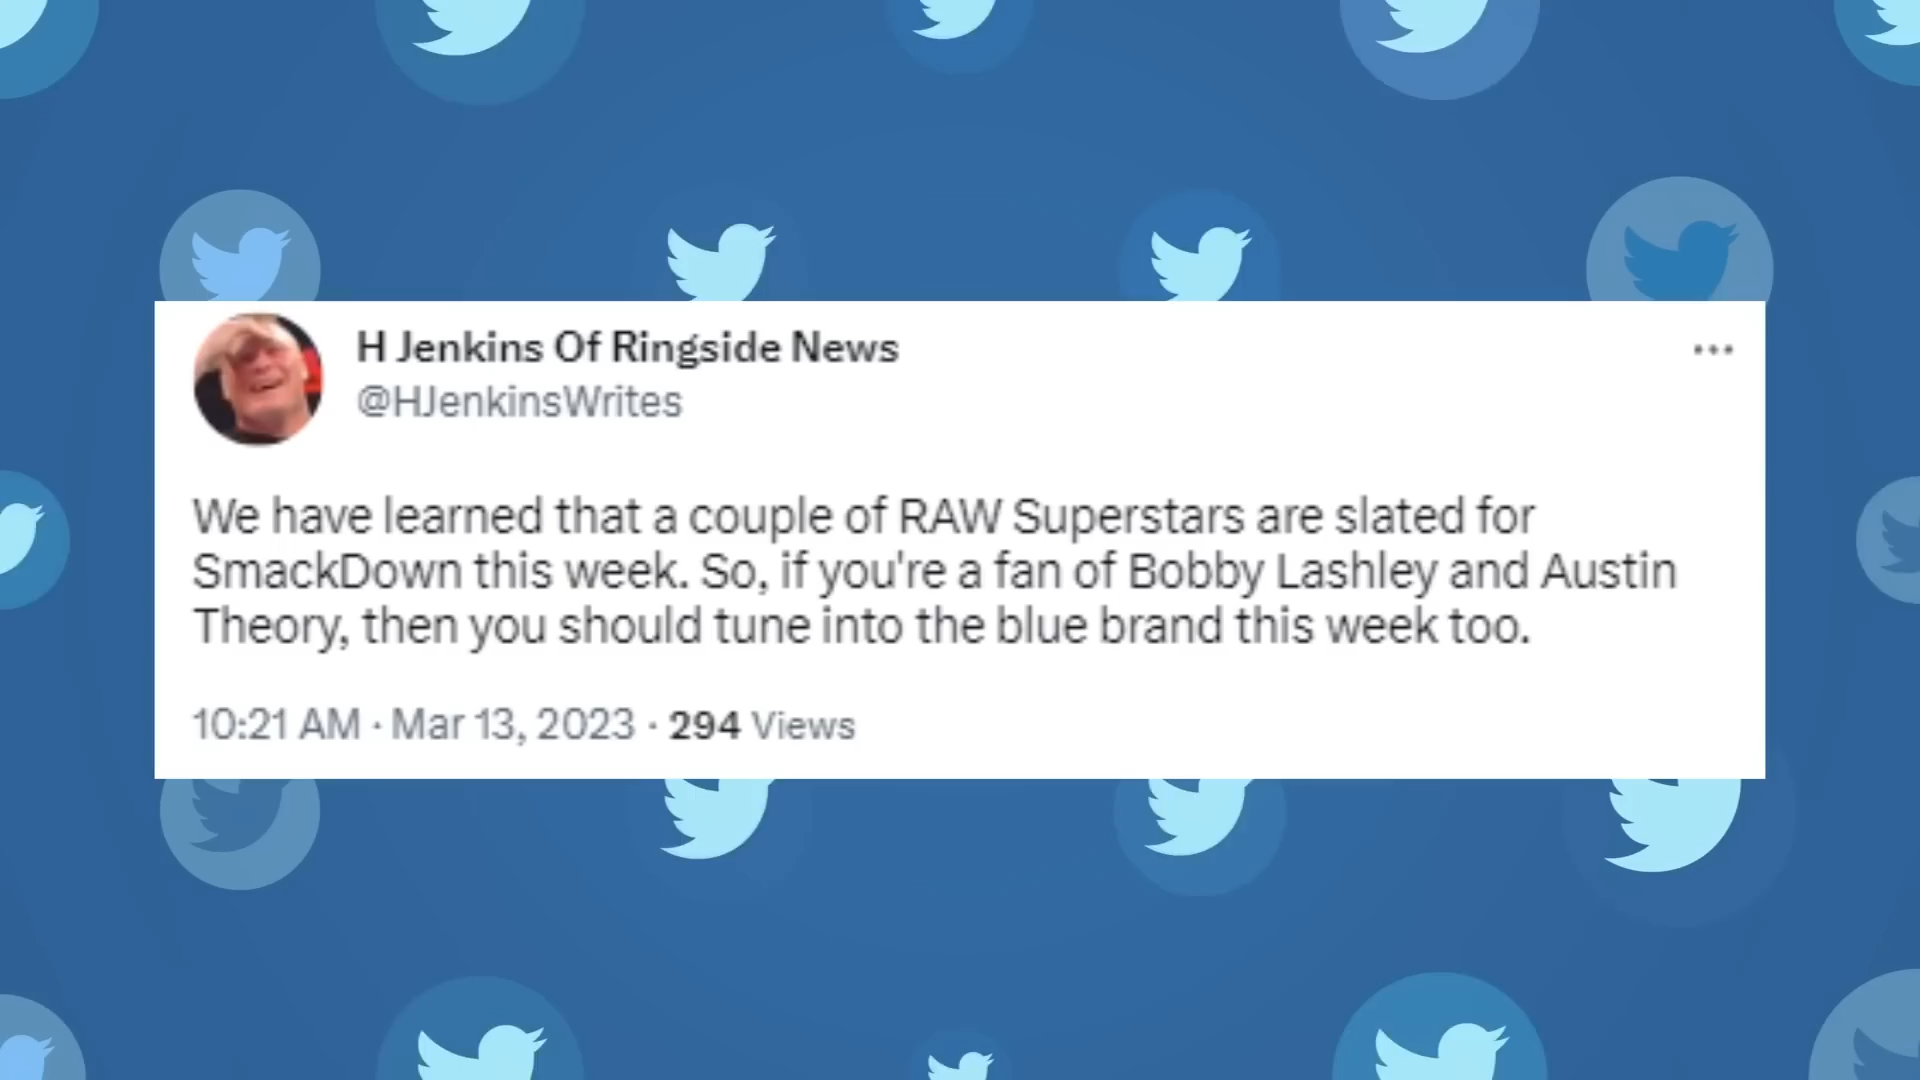 H Jenkins Of Ringside News
@HJenkinsWrites
We have learned that a couple of RAW Superstars are slated for
SmackDown this week. So, if you're a fan of Bobby Lashley and Austin
Theory, then you should tune into the blue brand this week too.
10:21 AM · Mar 13, 2023 · 294 Views